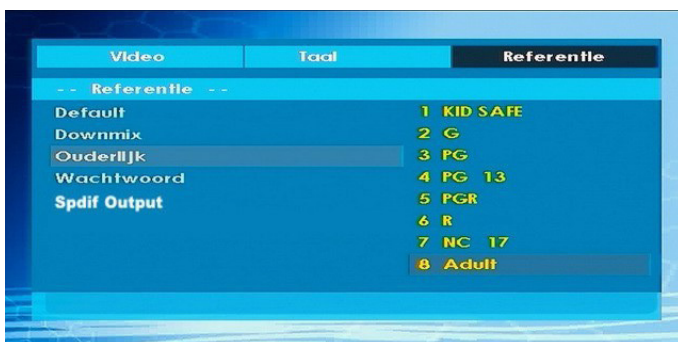 Video Taal Referentie
-- Referentie --
Default 1 KID SAFE
Downmix 2 G
Ouderlijk 3 PG
Wachtwoord 4 PG 13
Spdif Output 5 PGR
6 R
7 NC 17
8 Adult